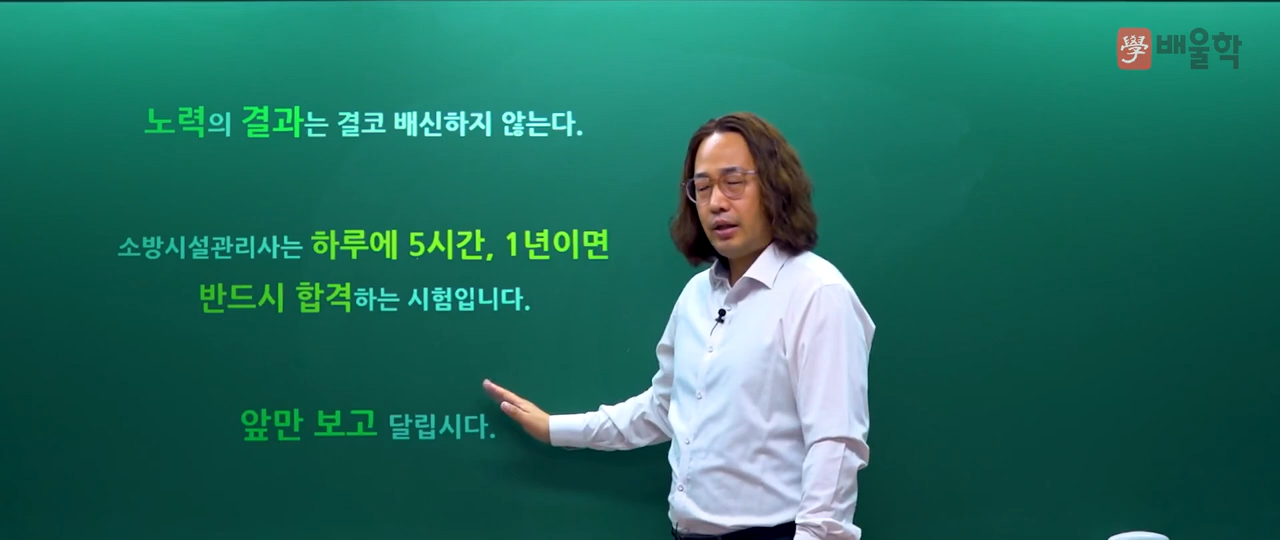 學 배울학
노력의 결과는 결코 배신하지 않는다.
소방시설관리사는 하루에 5시간, 1년이면
반드시 합격하는 시험입니다.
앞만 보고 달립시다.